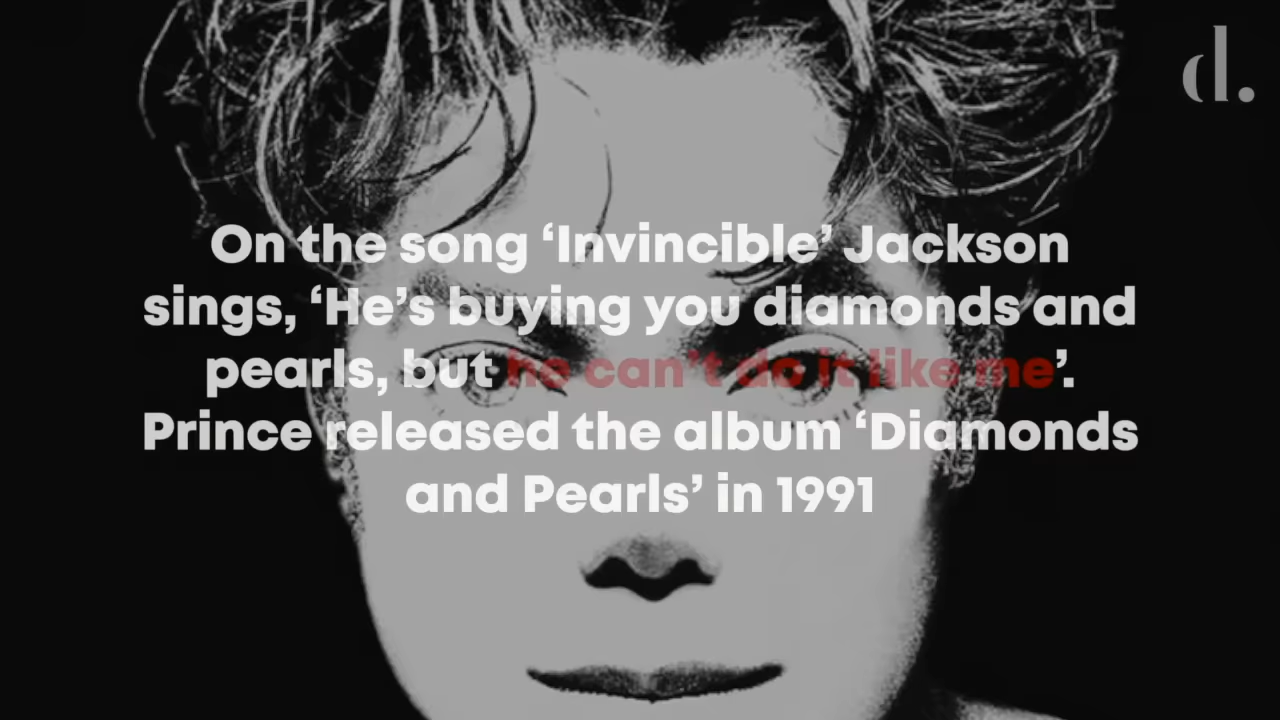 d.
On the song ‘Invincible’ Jackson
sings, ‘He’s buying you diamonds and
pearls, but he can’t do it like me’.
Prince released the album ‘Diamonds
and Pearls’ in 1991